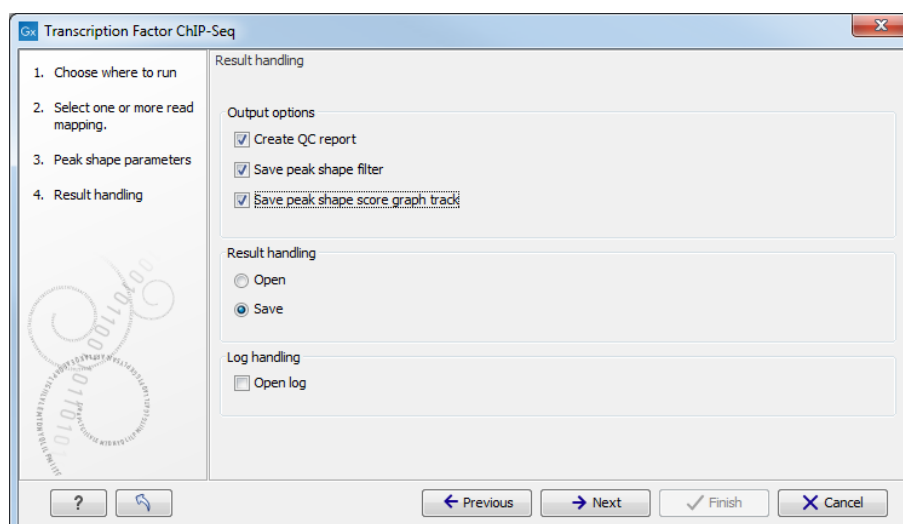 Gx Transcription Factor ChIP-Seq
1. Choose where to run
2. Select one or more read
mapping.
3. Peak shape parameters
4. Result handling
Result handling
Output options
Create QC report
Save peak shape filter
Save peak shape score graph track
Result handling
Open
Save
Log handling
Open log
?
Previous
Next
Finish
Cancel